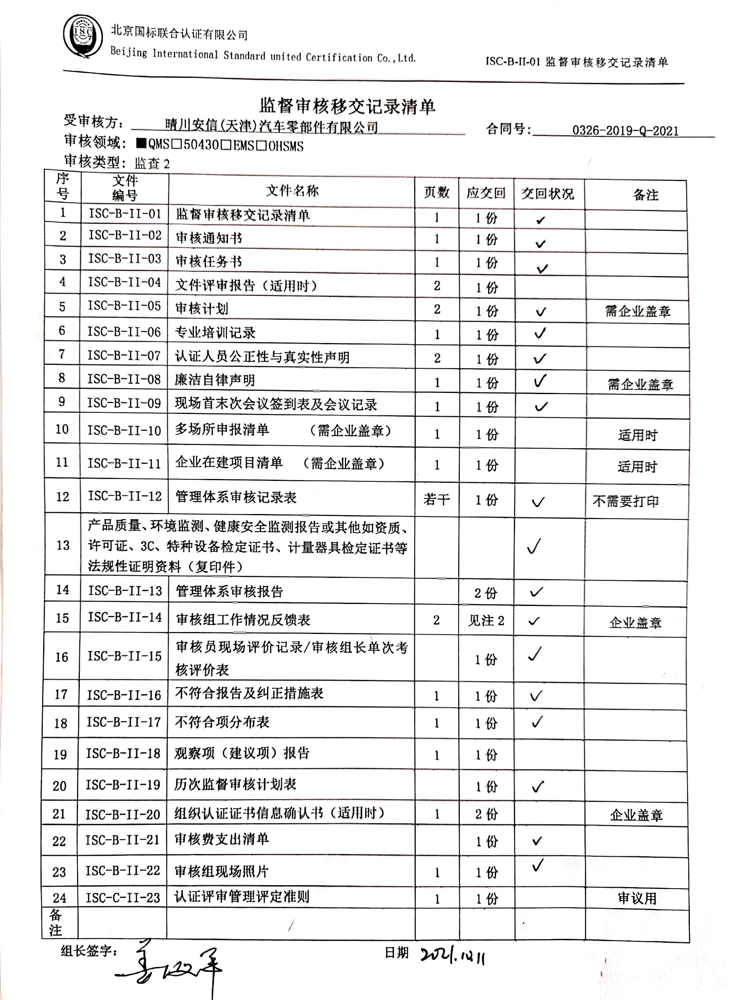 ISC
北京国标联合认证有限公司
Beijing International Standard united Certification Co.,Ltd.
ISC-B-II-01 监督审核移交记录清单
监督审核移交记录清单
受审核方: 晴川安信(天津)汽车零部件有限公司 合同号: 0326-2019-Q-2021
审核领域: ■QMS□50430□EMS□OHSMS
审核类型: 监查 2
序号 文件编号 文件名称 页数 应交回 交回状况 备注
1 ISC-B-II-01 监督审核移交记录清单 1 1 份 ✓
2 ISC-B-II-02 审核通知书 1 1 份 ✓
3 ISC-B-II-03 审核任务书 1 1 份 ✓
4 ISC-B-II-04 文件评审报告（适用时） 2 1 份
5 ISC-B-II-05 审核计划 2 1 份 ✓ 需企业盖章
6 ISC-B-II-06 专业培训记录 1 1 份 ✓
7 ISC-B-II-07 认证人员公正性与真实性声明 2 1 份 ✓
8 ISC-B-II-08 廉洁自律声明 1 1 份 ✓ 需企业盖章
9 ISC-B-II-09 现场首末次会议签到表及会议记录 1 1 份 ✓
10 ISC-B-II-10 多场所申报清单 （需企业盖章） 1 1 份 适用时
11 ISC-B-II-11 企业在建项目清单 （需企业盖章） 1 1 份 适用时
12 ISC-B-II-12 管理体系审核记录表 若干 1 份 ✓ 不需要打印
13 产品质量、环境监测、健康安全监测报告或其他如资质、
许可证、3C、特种设备检定证书、计量器具检定证书等 ✓
法规性证明资料（复印件）
14 ISC-B-II-13 管理体系审核报告 2 份 ✓
15 ISC-B-II-14 审核组工作情况反馈表 2 见注 2 ✓ 企业盖章
16 ISC-B-II-15 审核员现场评价记录/审核组长单次考
核评价表 1 份 ✓
17 ISC-B-II-16 不符合报告及纠正措施表 1 1 份 ✓
18 ISC-B-II-17 不符合项分布表 1 1 份 ✓
19 ISC-B-II-18 观察项（建议项）报告 1 1 份
20 ISC-B-II-19 历次监督审核计划表 1 份 ✓
21 ISC-B-II-20 组织认证证书信息确认书（适用时） 1 2 份 企业盖章
22 ISC-B-II-21 审核费支出清单 1 份 ✓
23 ISC-B-II-22 审核组现场照片 1 1 份 ✓
24 ISC-C-II-23 认证评审管理评定准则 1 1 份 审议用
备注 /
组长签字: 日期